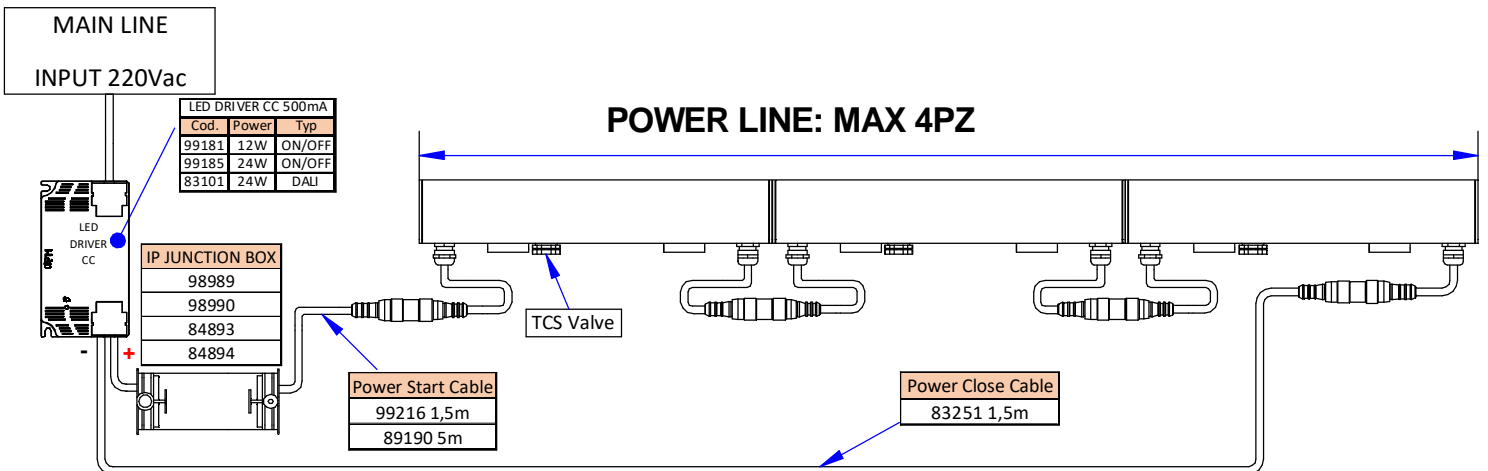 MAIN LINE
INPUT 220Vac
LED DRIVER CC 500mA
Cod. Power Typ
99181 12W ON/OFF
99185 24W ON/OFF
83101 24W DALI
POWER LINE: MAX 4PZ
LED
DRIVER
CC
IP JUNCTION BOX
98989
98990
84893
84894
- +
TCS Valve
Power Start Cable
99216 1,5m
89190 5m
Power Close Cable
83251 1,5m